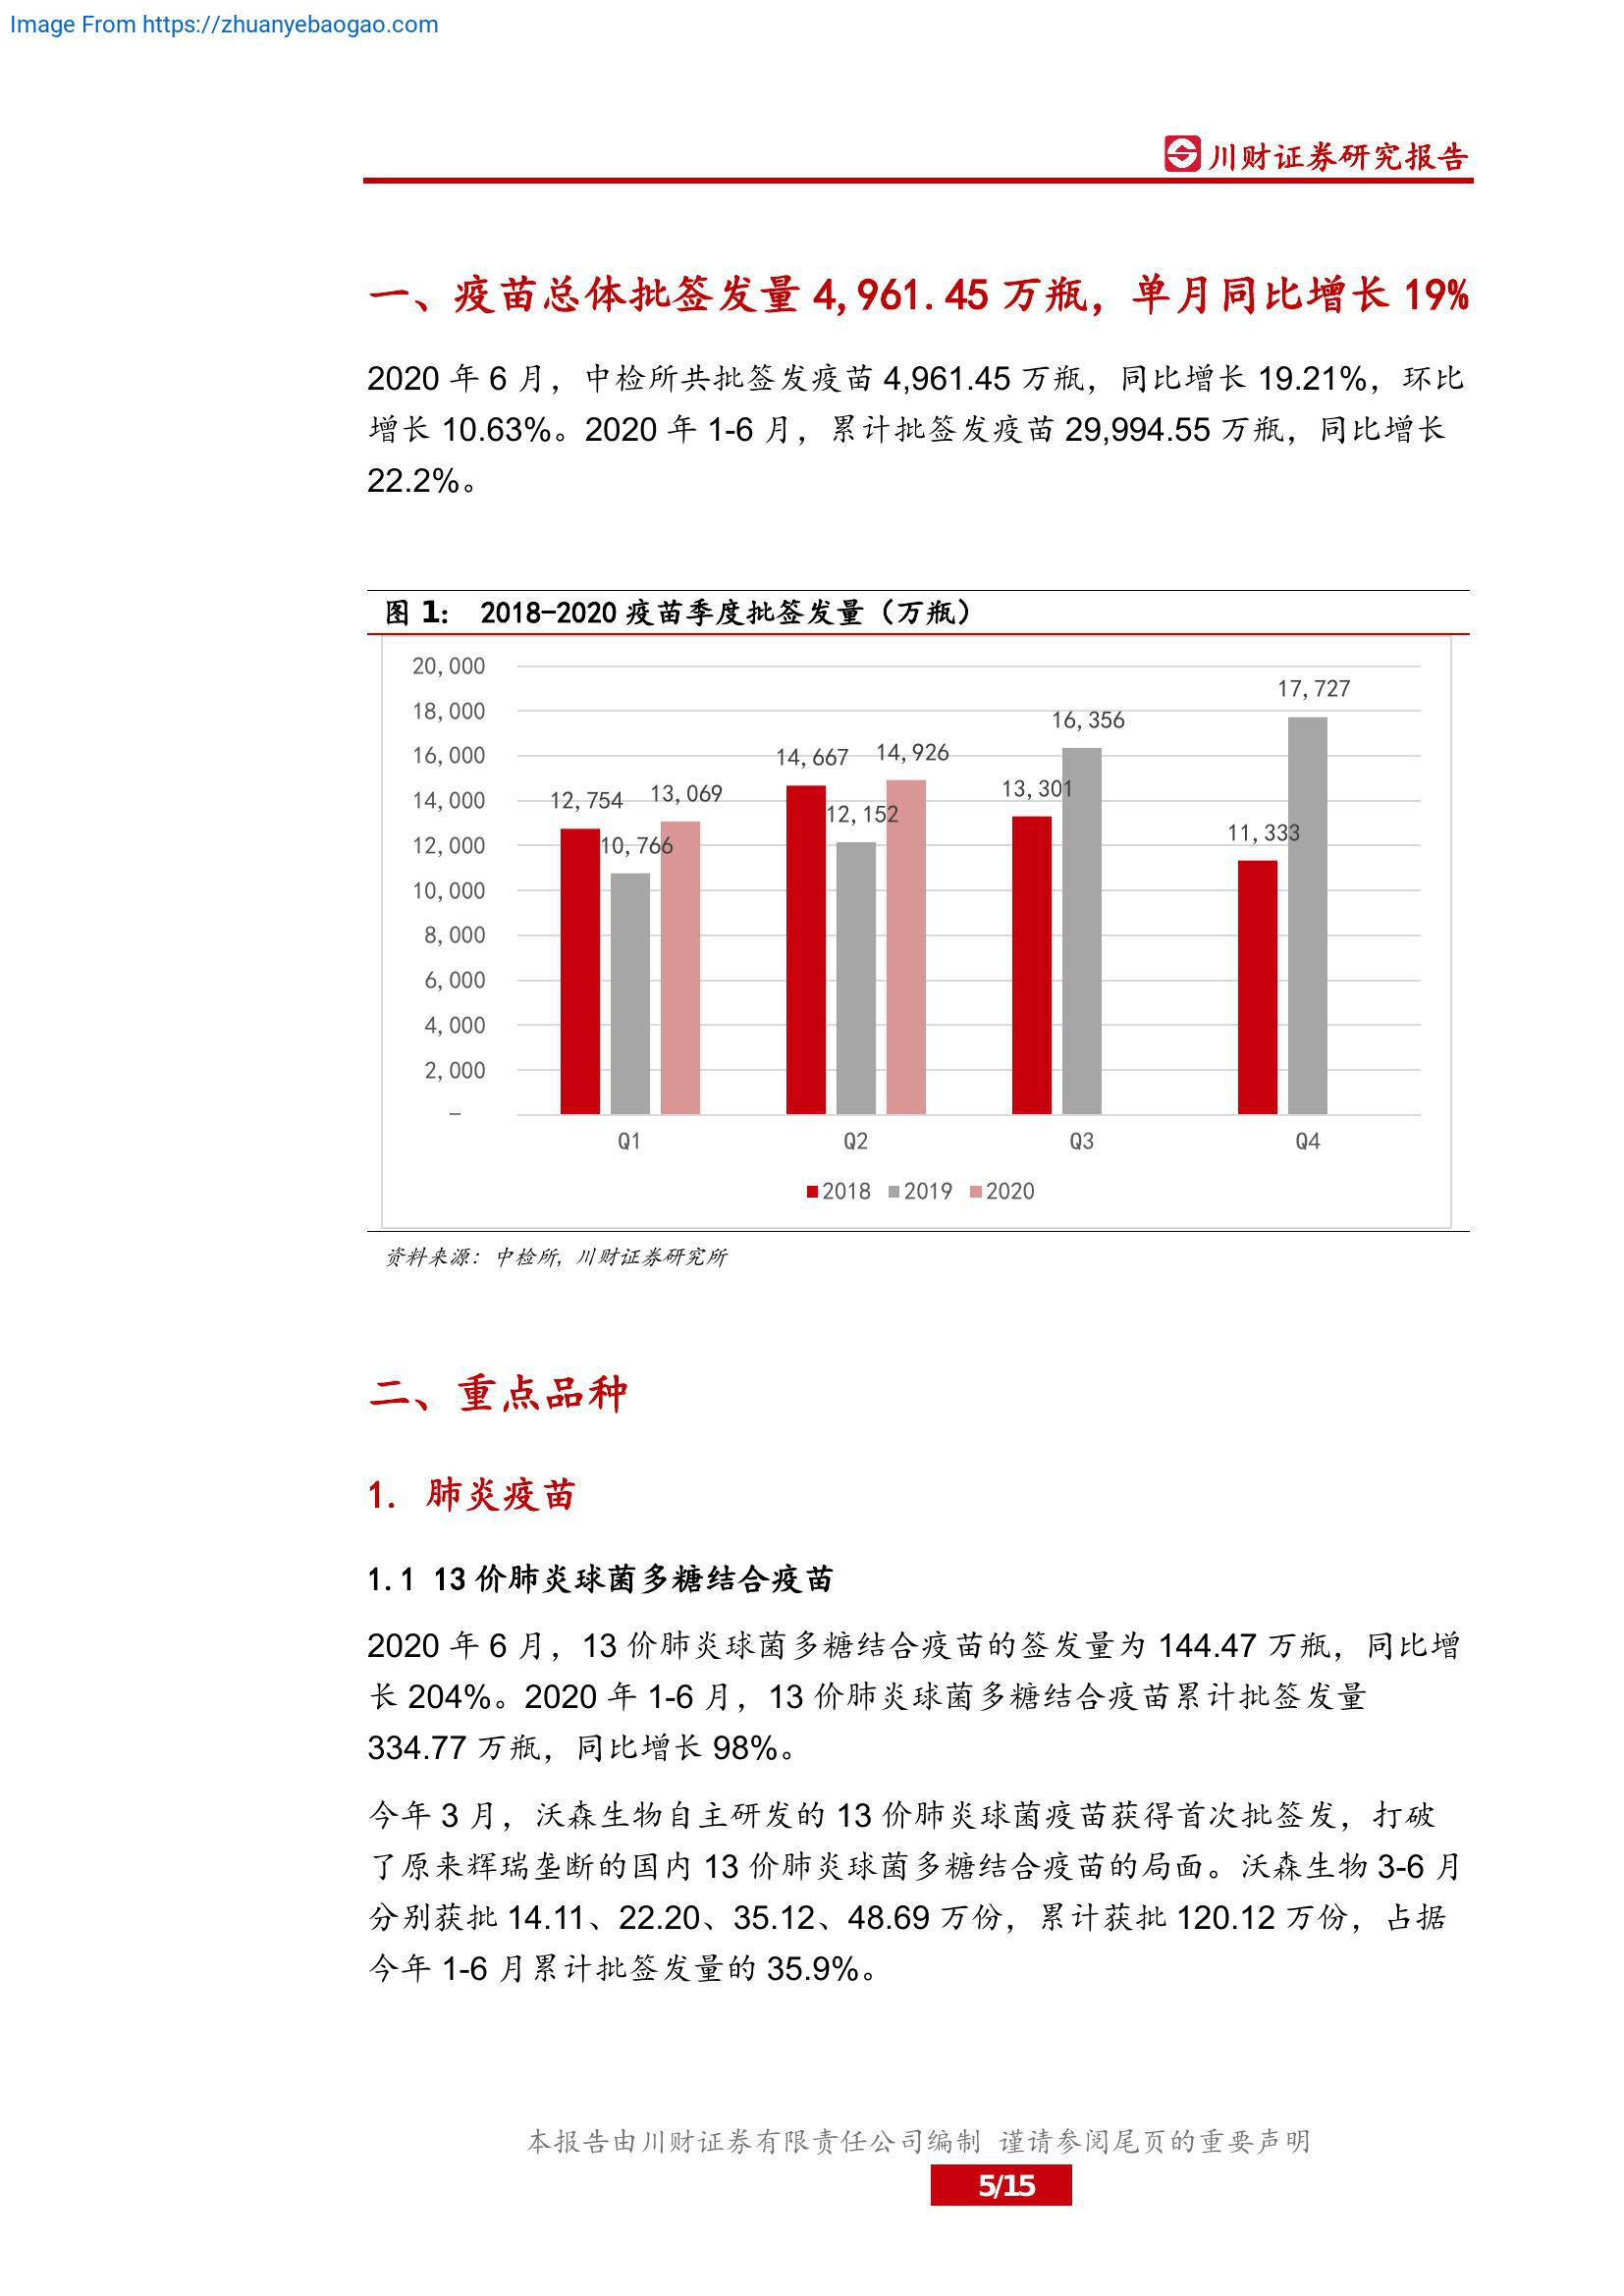 Image From https://zhuanyebaogao.com
川财证券研究报告
一、疫苗总体批签发量 4,961.45 万瓶，单月同比增长 19%
2020 年 6 月，中检所共批签发疫苗 4,961.45 万瓶，同比增长 19.21%，环比
增长 10.63%。2020 年 1-6 月，累计批签发疫苗 29,994.55 万瓶，同比增长
22.2%。
图 1： 2018-2020 疫苗季度批签发量（万瓶）
20,000
18,000
16,000
14,000
12,000
10,000
8,000
6,000
4,000
2,000
–
12,754
10,766
13,069
14,667
12,152
14,926
13,301
16,356
11,333
17,727
Q1 Q2 Q3 Q4
2018 2019 2020
资料来源：中检所，川财证券研究所
二、重点品种
1. 肺炎疫苗
1.1 13 价肺炎球菌多糖结合疫苗
2020 年 6 月，13 价肺炎球菌多糖结合疫苗的签发量为 144.47 万瓶，同比增
长 204%。2020 年 1-6 月，13 价肺炎球菌多糖结合疫苗累计批签发量
334.77 万瓶，同比增长 98%。
今年 3 月，沃森生物自主研发的 13 价肺炎球菌疫苗获得首次批签发，打破
了原来辉瑞垄断的国内 13 价肺炎球菌多糖结合疫苗的局面。沃森生物 3-6 月
分别获批 14.11、22.20、35.12、48.69 万份，累计获批 120.12 万份，占据
今年 1-6 月累计批签发量的 35.9%。
本报告由川财证券有限责任公司编制 谨请参阅尾页的重要声明
5/15